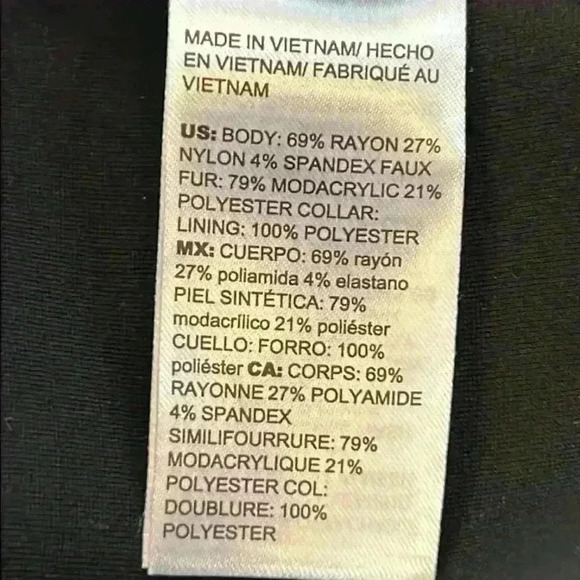 MADE IN VIETNAM/ HECHO
EN VIETNAM/ FABRIQUÉ AU
VIETNAM
US: BODY: 69% RAYON 27%
NYLON 4% SPANDEX FAUX
FUR: 79% MODACRYLIC 21%
POLYESTER COLLAR:
LINING: 100% POLYESTER
MX: CUERPO: 69% rayón
27% poliamida 4% elastano
PIEL SINTÉTICA: 79%
modacrílico 21% poliéster
CUELLO: FORRO: 100%
poliéster CA: CORPS: 69%
RAYONNE 27% POLYAMIDE
4% SPANDEX
SIMILIFOURRURE: 79%
MODACRYLIQUE 21%
POLYESTER COL:
DOUBLURE: 100%
POLYESTER